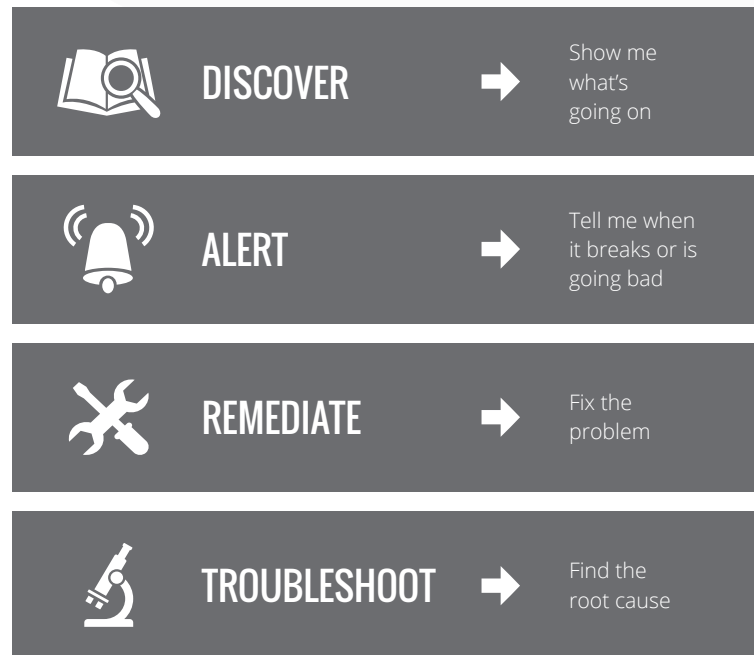 DISCOVER
Show me
what's
going on
ALERT
Tell me when
it breaks or is
going bad
REMEDIATE
Fix the
problem
TROUBLESHOOT
Find the
root cause